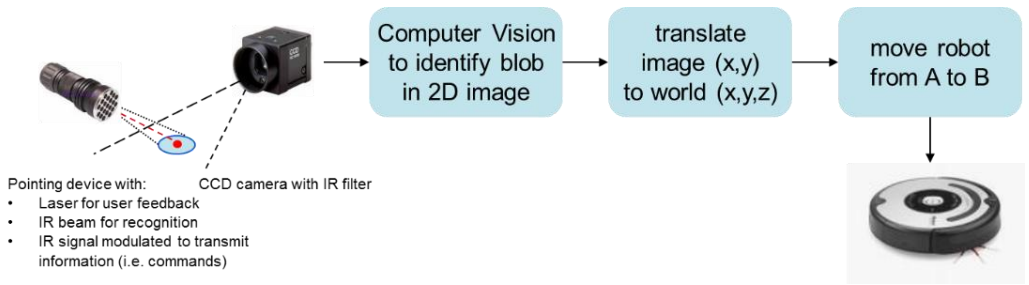 Computer Vision
to identify blob
in 2D image
translate
image (x,y)
to world (x,y,z)
move robot
from A to B
Pointing device with:
• Laser for user feedback
• IR beam for recognition
• IR signal modulated to transmit
information (i.e. commands)
CCD camera with IR filter